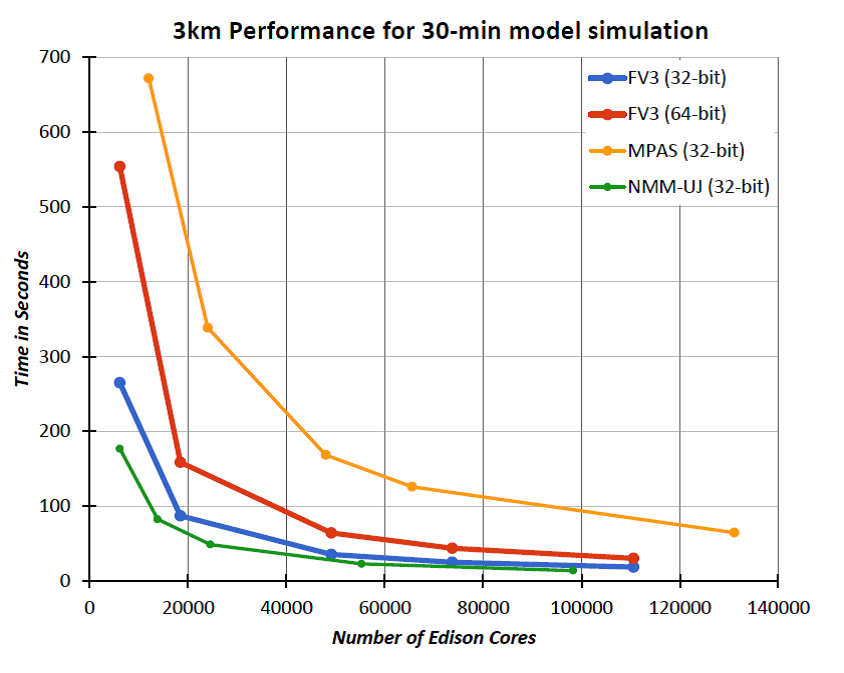 3km Performance for 30-min model simulation
700
600
500
400
300
200
100
0
Time in Seconds
FV3 (32-bit)
FV3 (64-bit)
MPAS (32-bit)
NMM-UJ (32-bit)
0 20000 40000 60000 80000 100000 120000 140000
Number of Edison Cores